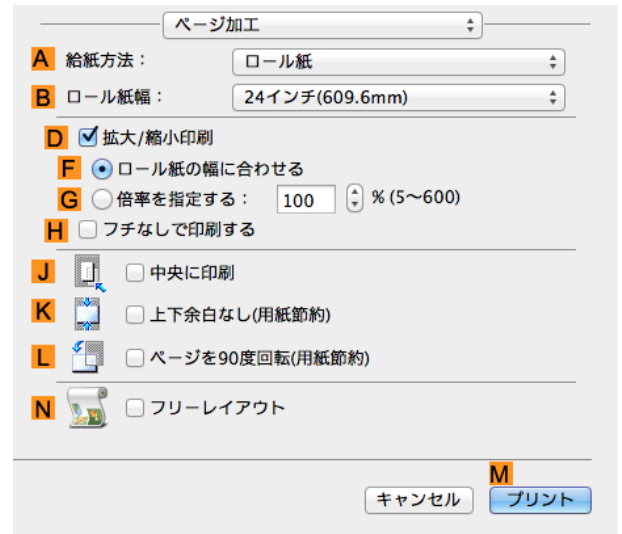 ページ加工
A 給紙方法： ロール紙
B ロール紙幅： 24インチ(609.6mm)
D 拡大/縮小印刷
F ロール紙の幅に合わせる
G 倍率を指定する： 100 % (5〜600)
H フチなしで印刷する
J 中央に印刷
K 上下余白なし(用紙節約)
L ページを90度回転(用紙節約)
N フリーレイアウト
M
キャンセル プリント